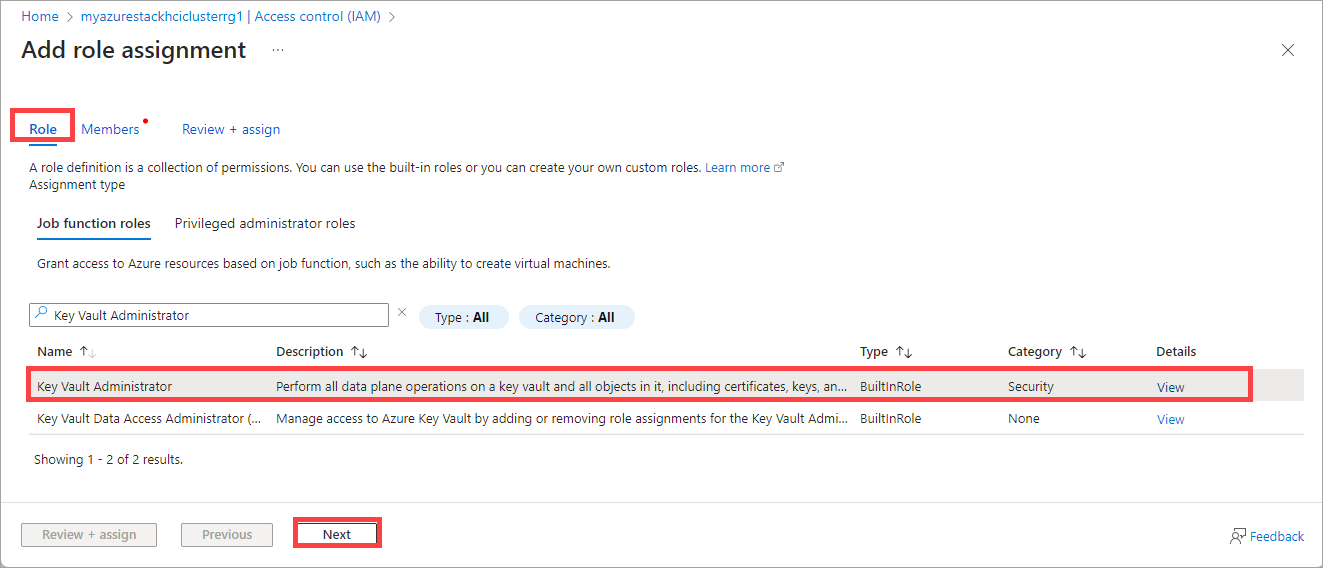 Home > myazurestackhciclusterrg1 | Access control (IAM) >
Add role assignment ...
Role Members Review + assign
A role definition is a collection of permissions. You can use the built-in roles or you can create your own custom roles. Learn more
Assignment type
Job function roles Privileged administrator roles
Grant access to Azure resources based on job function, such as the ability to create virtual machines.
Key Vault Administrator Type : All Category : All
Name Description Type Category Details
Key Vault Administrator Perform all data plane operations on a key vault and all objects in it, including certificates, keys, an... BuiltInRole Security View
Key Vault Data Access Administrator (... Manage access to Azure Key Vault by adding or removing role assignments for the Key Vault Admi... BuiltInRole None View
Showing 1 - 2 of 2 results.
Review + assign Previous Next Feedback